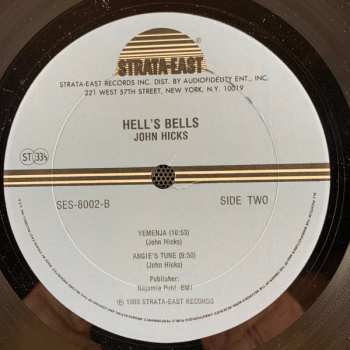 STRATA-EAST®
STRATA-EAST RECORDS INC. DIST. BY AUDIOFIDELITY ENT., INC.
221 WEST 57TH STREET, NEW YORK, N.Y. 10019
HELL'S BELLS
JOHN HICKS
ST 33⅓
SES-8002-B
SIDE TWO
YEMENJA (10:50)
(John Hicks)
ANGIE'S TUNE (8:50)
(John Hicks)
Publisher:
BMI
STRATA-EAST RECORDS